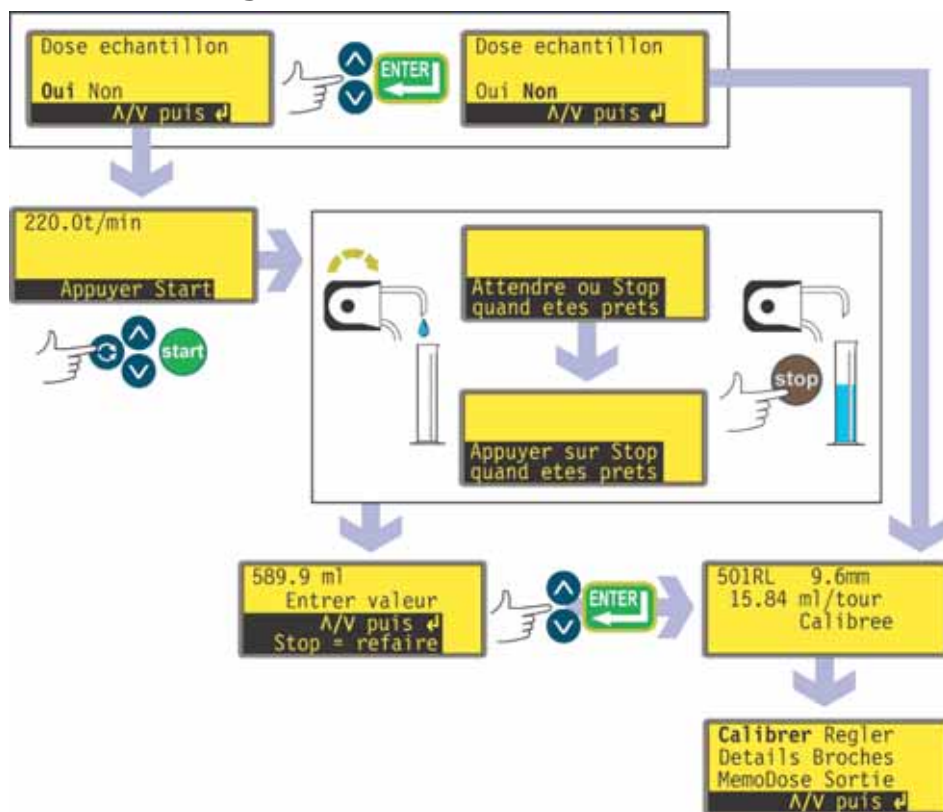 Dose echantillon
Oui Non
Λ/V puis ↲
ENTER
Dose echantillon
Oui Non
Λ/V puis ↲
220.0t/min
Appuyer Start
start
Attendre ou Stop
quand etes prets
stop
Appuyer sur Stop
quand etes prets
589.9 ml
Entrer valeur
Λ/V puis ↲
Stop = refaire
ENTER
501RL 9.6mm
15.84 ml/tour
Calibree
Calibrer Regler
Details Broches
MemoDose Sortie
Λ/V puis ↲